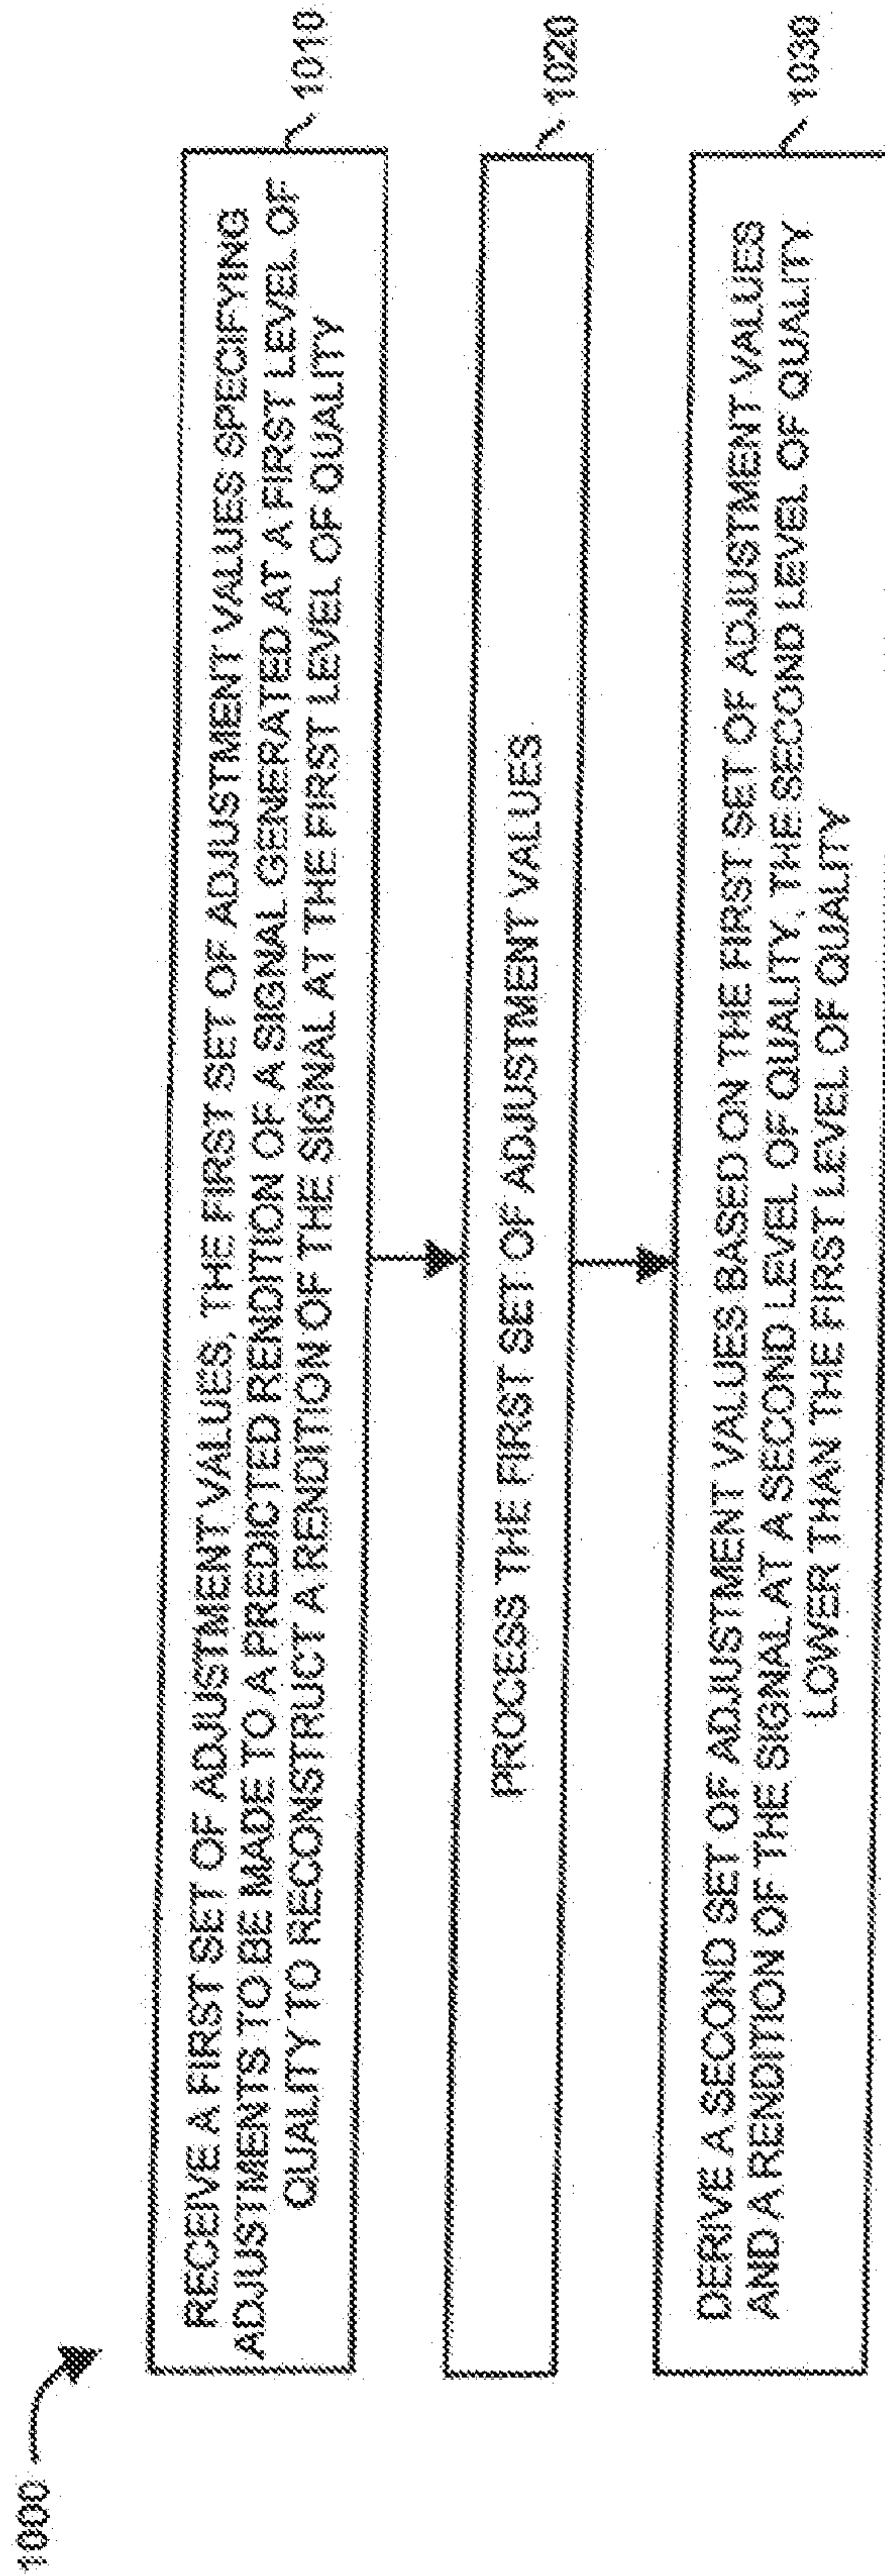 1000
RECEIVE A FIRST SET OF ADJUSTMENT VALUES, THE FIRST SET OF ADJUSTMENT VALUES SPECIFYING
ADJUSTMENTS TO BE MADE TO A PREDICTED RENDITION OF A SIGNAL GENERATED AT A FIRST LEVEL OF
QUALITY TO RECONSTRUCT A RENDITION OF THE SIGNAL AT THE FIRST LEVEL OF QUALITY
1010
PROCESS THE FIRST SET OF ADJUSTMENT VALUES
1020
DERIVE A SECOND SET OF ADJUSTMENT VALUES BASED ON THE FIRST SET OF ADJUSTMENT VALUES
AND A RENDITION OF THE SIGNAL AT A SECOND LEVEL OF QUALITY, THE SECOND LEVEL OF QUALITY
LOWER THAN THE FIRST LEVEL OF QUALITY
1030